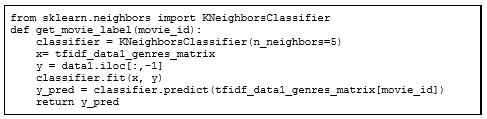 from sklearn.neighbors import KNeighborsClassifier
def get_movie_label(movie_id):
    classifier = KNeighborsClassifier(n_neighbors=5)
    x= tfidf_data1_genres_matrix
    y = data1.iloc[:,-1]
    classifier.fit(x, y)
    y_pred = classifier.predict(tfidf_data1_genres_matrix[movie_id])
    return y_pred